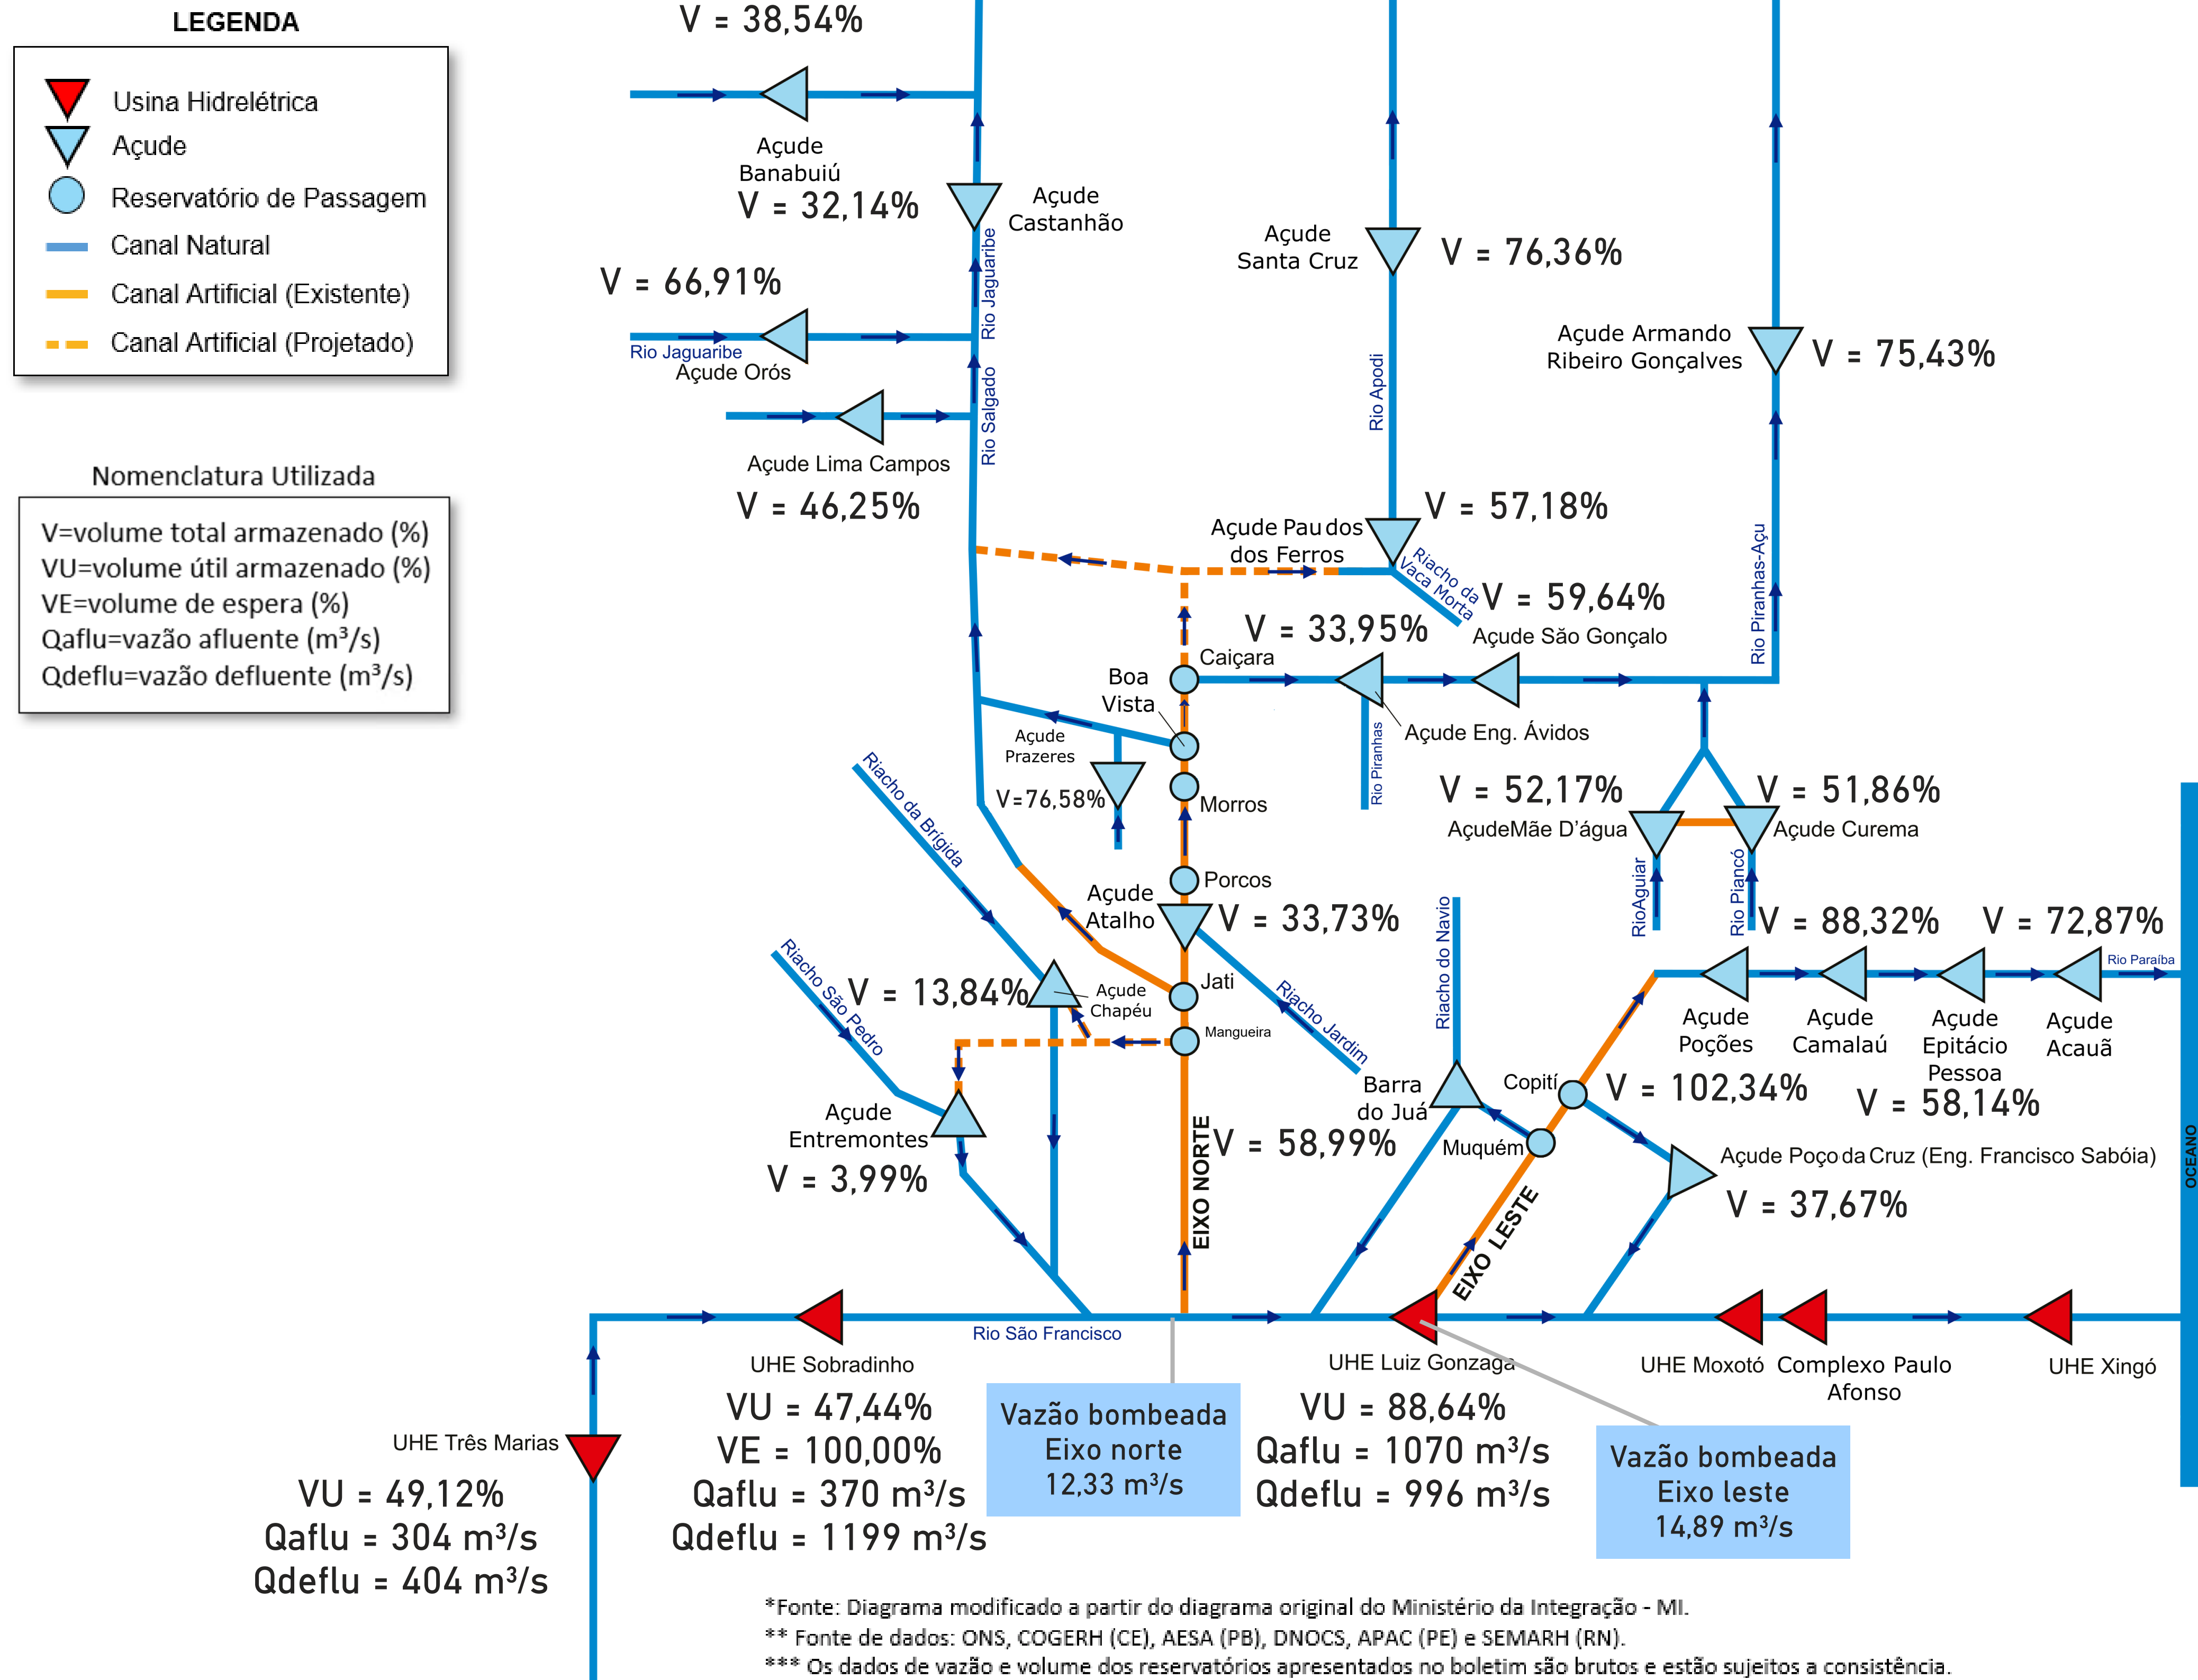 LEGENDA
Usina Hidrelétrica
Açude
Reservatório de Passagem
Canal Natural
Canal Artificial (Existente)
Canal Artificial (Projetado)
Nomenclatura Utilizada
V=volume total armazenado (%)
VU=volume útil armazenado (%)
VE=volume de espera (%)
Qaflu=vazão afluente (m³/s)
Qdeflu=vazão defluente (m³/s)
V = 38,54%
Açude
Banabuiú
V = 32,14%
Açude
Castanhão
Rio Jaguaribe
V = 66,91%
Rio Jaguaribe
Açude Orós
Rio Salgado
Açude Lima Campos
V = 46,25%
Açude
Santa Cruz
V = 76,36%
Rio Apodi
Açude Armando
Ribeiro Gonçalves
V = 75,43%
Rio Piranhas-Açu
V = 57,18%
Açude Pau dos
dos Ferros
Riacho da
Vaca Morta
V = 59,64%
Açude São Gonçalo
V = 33,95%
Caiçara
Boa
Vista
Açude Eng. Ávidos
Rio Piranhas
Açude
Prazeres
V=76,58%
Morros
Porcos
Riacho da Brígida
Açude
Atalho
V = 33,73%
V = 52,17%
AçudeMãe D'água
V = 51,86%
Açude Curema
RioAguiar
Rio Piancó
Jati
Mangueira
Riacho Jardim
Riacho São Pedro
V = 13,84%
Açude
Chapéu
Açude
Entremontes
V = 3,99%
EIXO NORTE
V = 58,99%
Riacho do Navio
Barra
do Juá
Muquém
Copití
V = 88,32%
V = 72,87%
Rio Paraíba
Açude
Poções
Açude
Camalaú
Açude
Epitácio
Pessoa
Açude
Acauã
V = 102,34%
V = 58,14%
Açude Poço da Cruz (Eng. Francisco Sabóia)
V = 37,67%
EIXO LESTE
OCEANO
Rio São Francisco
UHE Sobradinho
VU = 47,44%
VE = 100,00%
Qaflu = 370 m³/s
Qdeflu = 1199 m³/s
UHE Três Marias
VU = 49,12%
Qaflu = 304 m³/s
Qdeflu = 404 m³/s
Vazão bombeada
Eixo norte
12,33 m³/s
UHE Luiz Gonzaga
VU = 88,64%
Qaflu = 1070 m³/s
Qdeflu = 996 m³/s
Vazão bombeada
Eixo leste
14,89 m³/s
UHE Moxotó
Complexo Paulo
Afonso
UHE Xingó
*Fonte: Diagrama modificado a partir do diagrama original do Ministério da Integração - MI.
** Fonte de dados: ONS, COGERH (CE), AESA (PB), DNOCS, APAC (PE) e SEMARH (RN).
*** Os dados de vazão e volume dos reservatórios apresentados no boletim são brutos e estão sujeitos a consistência.